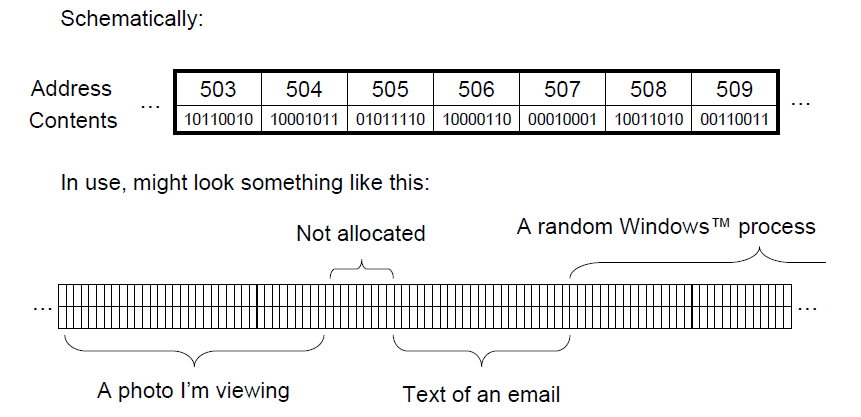 Schematically:
Address … 503 504 505 506 507 508 509 …
Contents 10110010 10001011 01011110 10000110 00010001 10011010 00110011
In use, might look something like this:
A random Windows™ process
Not allocated
… …
A photo I’m viewing
Text of an email